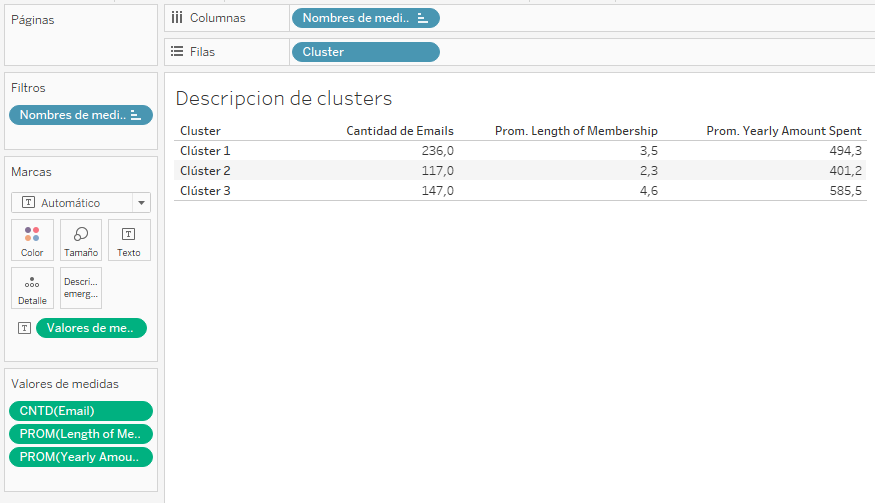 Páginas
Columnas
Nombres de medi..
Filas
Cluster
Filtros
Nombres de medi..
Marcas
Automático
Color
Tamaño
Texto
Detalle
Descri...
emerg...
Valores de me..
Valores de medidas
CNTD(Email)
PROM(Length of Me..
PROM(Yearly Amou..
Descripcion de clusters
Cluster Cantidad de Emails Prom. Length of Membership Prom. Yearly Amount Spent
Clúster 1 236,0 3,5 494,3
Clúster 2 117,0 2,3 401,2
Clúster 3 147,0 4,6 585,5